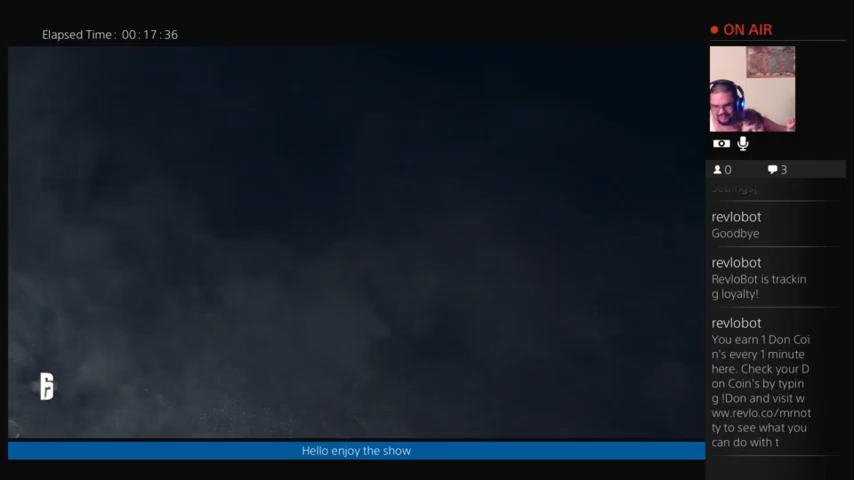 Elapsed Time: 00:17:36
ON AIR
0
3
settings].
revlobot
Goodbye
revlobot
RevloBot is trackin
g loyalty!
revlobot
You earn 1 Don Coi
n's every 1 minute
here. Check your D
on Coin's by typin
g !Don and visit w
ww.revlo.co/mrnot
ty to see what you
can do with t
6
Hello enjoy the show